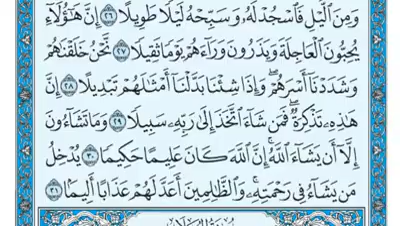 وَمِنَ ٱلَّيْلِ فَٱسْجُدْ لَهُۥ وَسَبِّحْهُ لَيْلًا طَوِيلًا ٢٦ إِنَّ هَٰٓؤُلَآءِ
يُحِبُّونَ ٱلْعَاجِلَةَ وَيَذَرُونَ وَرَآءَهُمْ يَوْمًا ثَقِيلًا ٢٧ نَّحْنُ خَلَقْنَٰهُمْ
وَشَدَدْنَآ أَسْرَهُمْ ۖ وَإِذَا شِئْنَا بَدَّلْنَآ أَمْثَٰلَهُمْ تَبْدِيلًا ٢٨ إِنَّ
هَٰذِهِۦ تَذْكِرَةٌ ۖ فَمَن شَآءَ ٱتَّخَذَ إِلَىٰ رَبِّهِۦ سَبِيلًا ٢٩ وَمَا تَشَآءُونَ
إِلَّآ أَن يَشَآءَ ٱللَّهُ ۚ إِنَّ ٱللَّهَ كَانَ عَلِيمًا حَكِيمًا ٣٠ يُدْخِلُ
مَن يَشَآءُ فِى رَحْمَتِهِۦ ۚ وَٱلظَّٰلِمِينَ أَعَدَّ لَهُمْ عَذَابًا أَلِيمًۢا ٣١